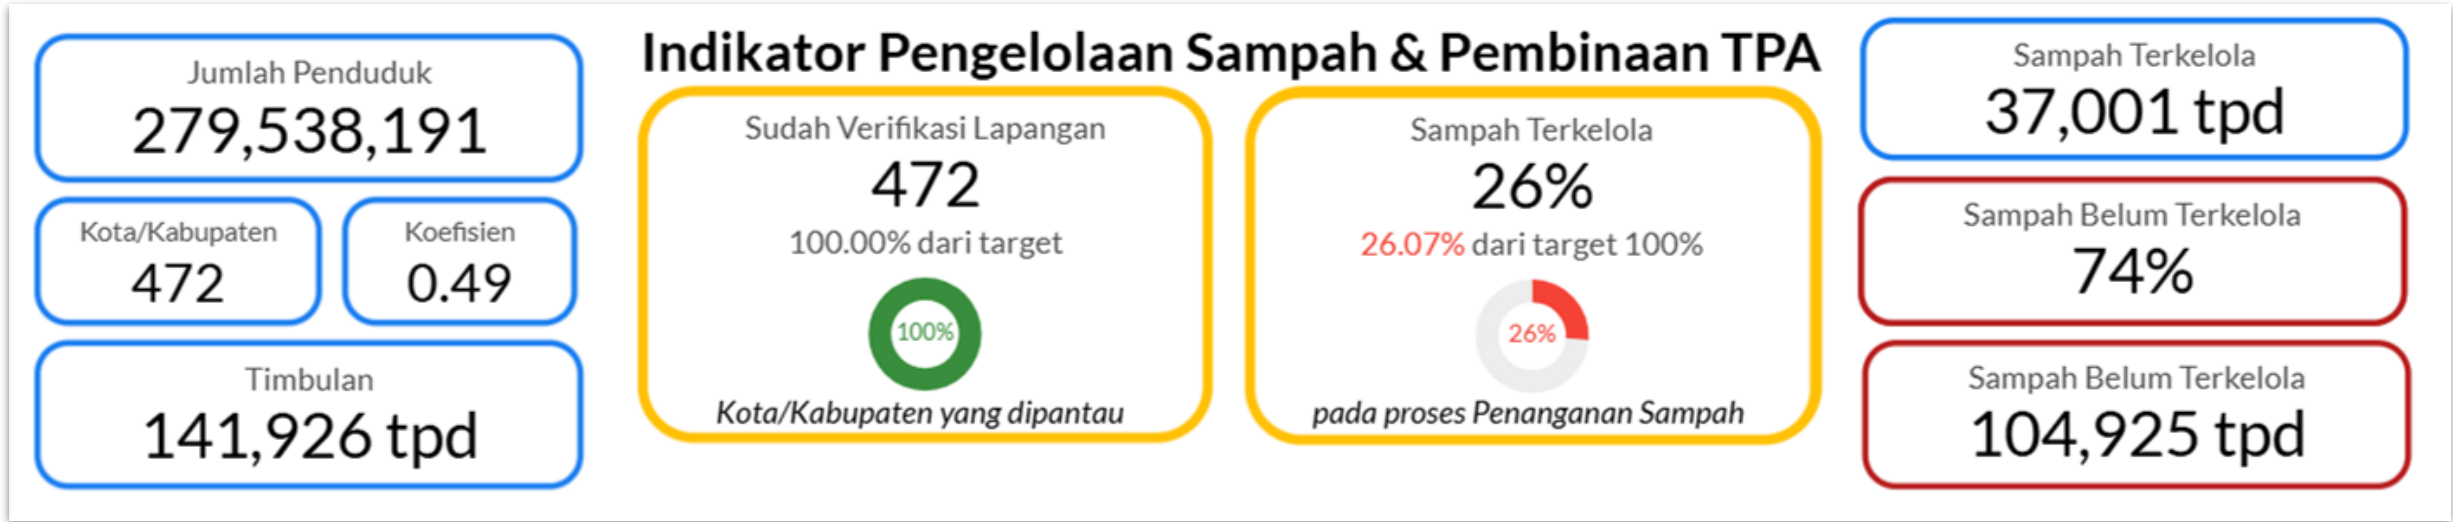 Jumlah Penduduk
279,538,191
Kota/Kabupaten
472
Koefisien
0.49
Timbulan
141,926 tpd
Indikator Pengelolaan Sampah & Pembinaan TPA
Sudah Verifikasi Lapangan
472
100.00% dari target
100%
Kota/Kabupaten yang dipantau
Sampah Terkelola
26%
26.07% dari target 100%
26%
pada proses Penanganan Sampah
Sampah Terkelola
37,001 tpd
Sampah Belum Terkelola
74%
Sampah Belum Terkelola
104,925 tpd